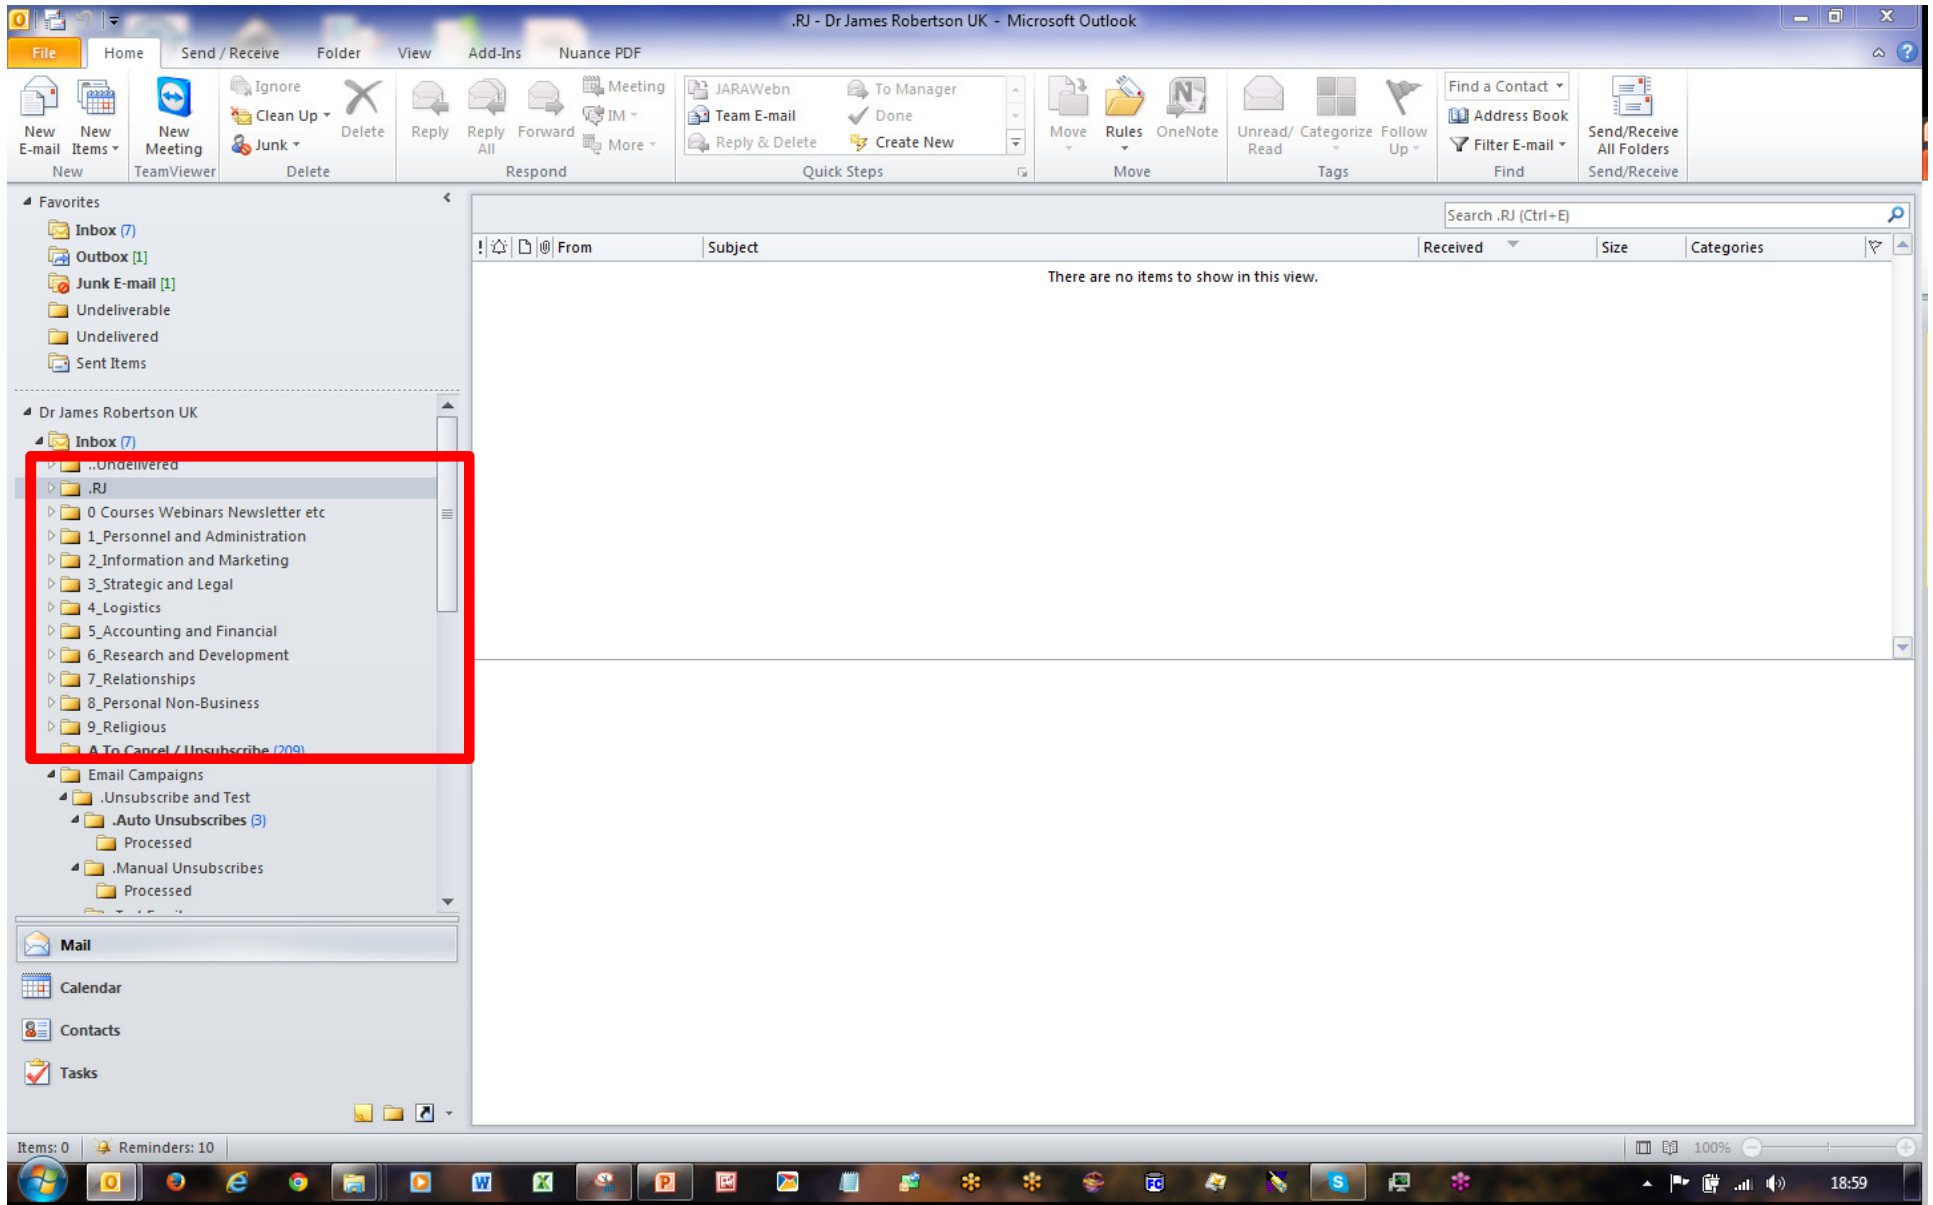 .RJ - Dr James Robertson UK - Microsoft Outlook
File Home Send / Receive Folder View Add-Ins Nuance PDF
New E-mail
New Items
New
New Meeting
TeamViewer
Ignore
Clean Up
Junk
Delete
Delete
Reply
Reply All
Forward
Meeting
IM
More
Respond
JARAWebn
Team E-mail
Reply & Delete
To Manager
Done
Create New
Quick Steps
Move
Rules
OneNote
Move
Unread/ Read
Categorize
Follow Up
Tags
Find a Contact
Address Book
Filter E-mail
Find
Send/Receive All Folders
Send/Receive
Favorites
Inbox (7)
Outbox [1]
Junk E-mail [1]
Undeliverable
Undelivered
Sent Items
Dr James Robertson UK
Inbox (7)
..Undelivered
.RJ
0 Courses Webinars Newsletter etc
1_Personnel and Administration
2_Information and Marketing
3_Strategic and Legal
4_Logistics
5_Accounting and Financial
6_Research and Development
7_Relationships
8_Personal Non-Business
9_Religious
A To Cancel / Unsubscribe (209)
Email Campaigns
.Unsubscribe and Test
.Auto Unsubscribes (3)
Processed
.Manual Unsubscribes
Processed
Mail
Calendar
Contacts
Tasks
Search .RJ (Ctrl+E)
From Subject Received Size Categories
There are no items to show in this view.
Items: 0 Reminders: 10
100%
18:59